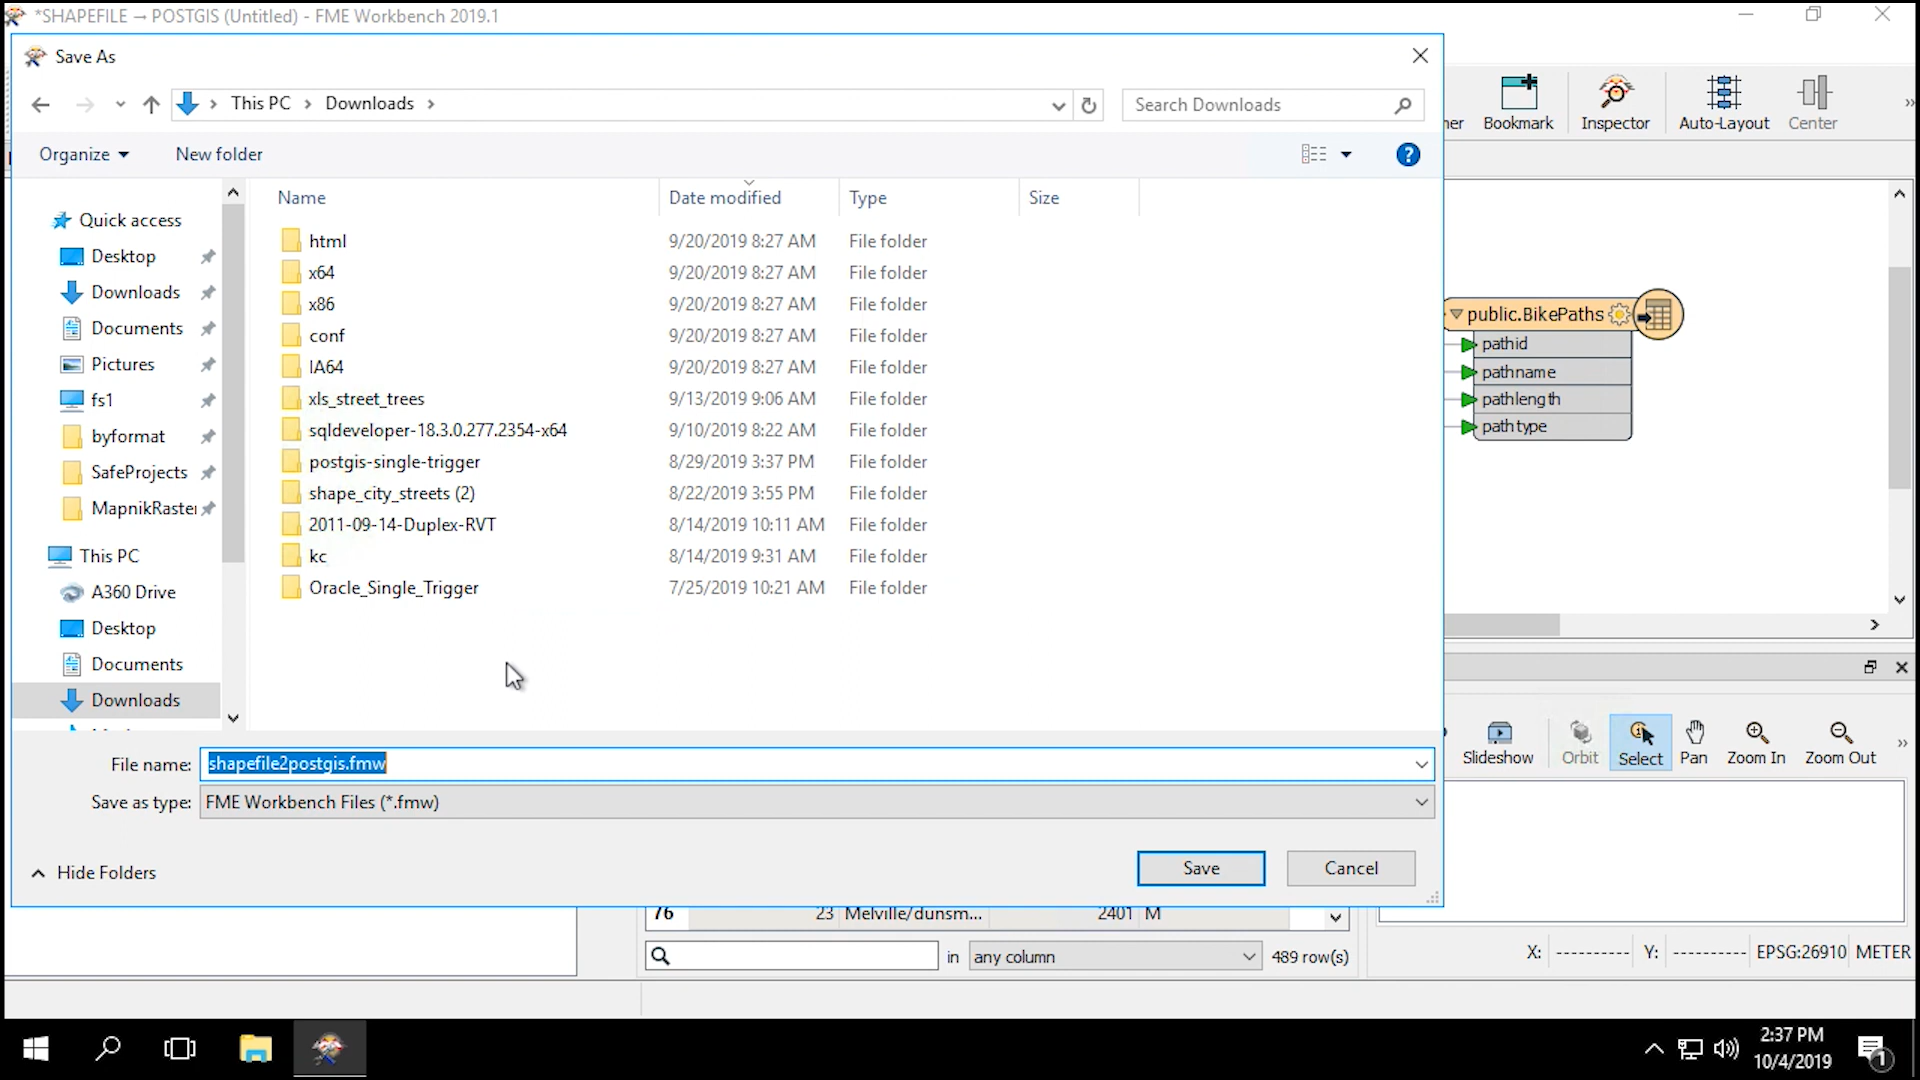 *SHAPEFILE → POSTGIS (Untitled) - FME Workbench 2019.1
Save As
This PC > Downloads >
Search Downloads
Organize
New folder
Bookmark
Inspector
Auto-Layout
Center
Name
Date modified
Type
Size
Quick access
Desktop
Downloads
Documents
Pictures
fs1
byformat
SafeProjects
MapnikRaster
This PC
A360 Drive
Desktop
Documents
Downloads
html 9/20/2019 8:27 AM File folder
x64 9/20/2019 8:27 AM File folder
x86 9/20/2019 8:27 AM File folder
conf 9/20/2019 8:27 AM File folder
IA64 9/20/2019 8:27 AM File folder
xls_street_trees 9/13/2019 9:06 AM File folder
sqldeveloper-18.3.0.277.2354-x64 9/10/2019 8:22 AM File folder
postgis-single-trigger 8/29/2019 3:37 PM File folder
shape_city_streets (2) 8/22/2019 3:55 PM File folder
2011-09-14-Duplex-RVT 8/14/2019 10:11 AM File folder
kc 8/14/2019 9:31 AM File folder
Oracle_Single_Trigger 7/25/2019 10:21 AM File folder
public.BikePaths
pathid
pathname
pathlength
pathtype
File name: shapefile2postgis.fmw
Save as type: FME Workbench Files (*.fmw)
Hide Folders
Save
Cancel
Slideshow
Orbit
Select
Pan
Zoom In
Zoom Out
76 23 Melville/dunsm... 2401 M
in any column 489 row(s)
X: ---------- Y: ---------- EPSG:26910 METER
2:37 PM
10/4/2019
1